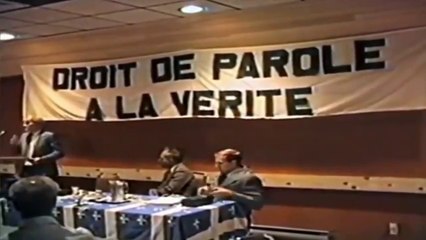 DROIT DE PAROLE
A LA VERITE